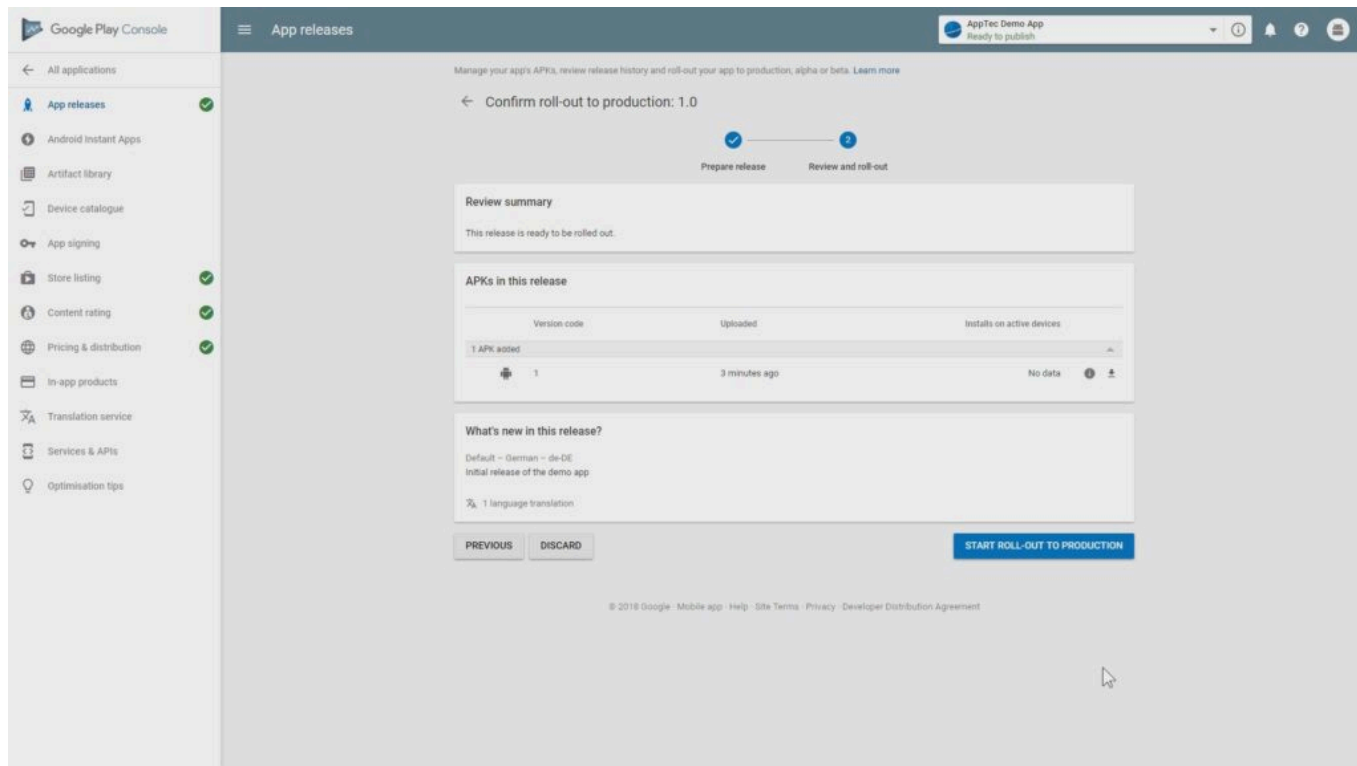 Google Play Console
App releases
AppTec Demo App
Ready to publish
All applications
App releases
Android Instant Apps
Artifact library
Device catalogue
App signing
Store listing
Content rating
Pricing & distribution
In-app products
Translation service
Services & APIs
Optimisation tips
Manage your app's APKs, review release history and roll-out your app to production, alpha or beta. Learn more
Confirm roll-out to production: 1.0
2
Prepare release Review and roll-out
Review summary
This release is ready to be rolled out.
APKs in this release
Version code Uploaded Installs on active devices
1 APK added
1 3 minutes ago No data
What's new in this release?
Default – German – de-DE
Initial release of the demo app
1 language translation
PREVIOUS DISCARD START ROLL-OUT TO PRODUCTION
© 2018 Google · Mobile app · Help · Site Terms · Privacy · Developer Distribution Agreement